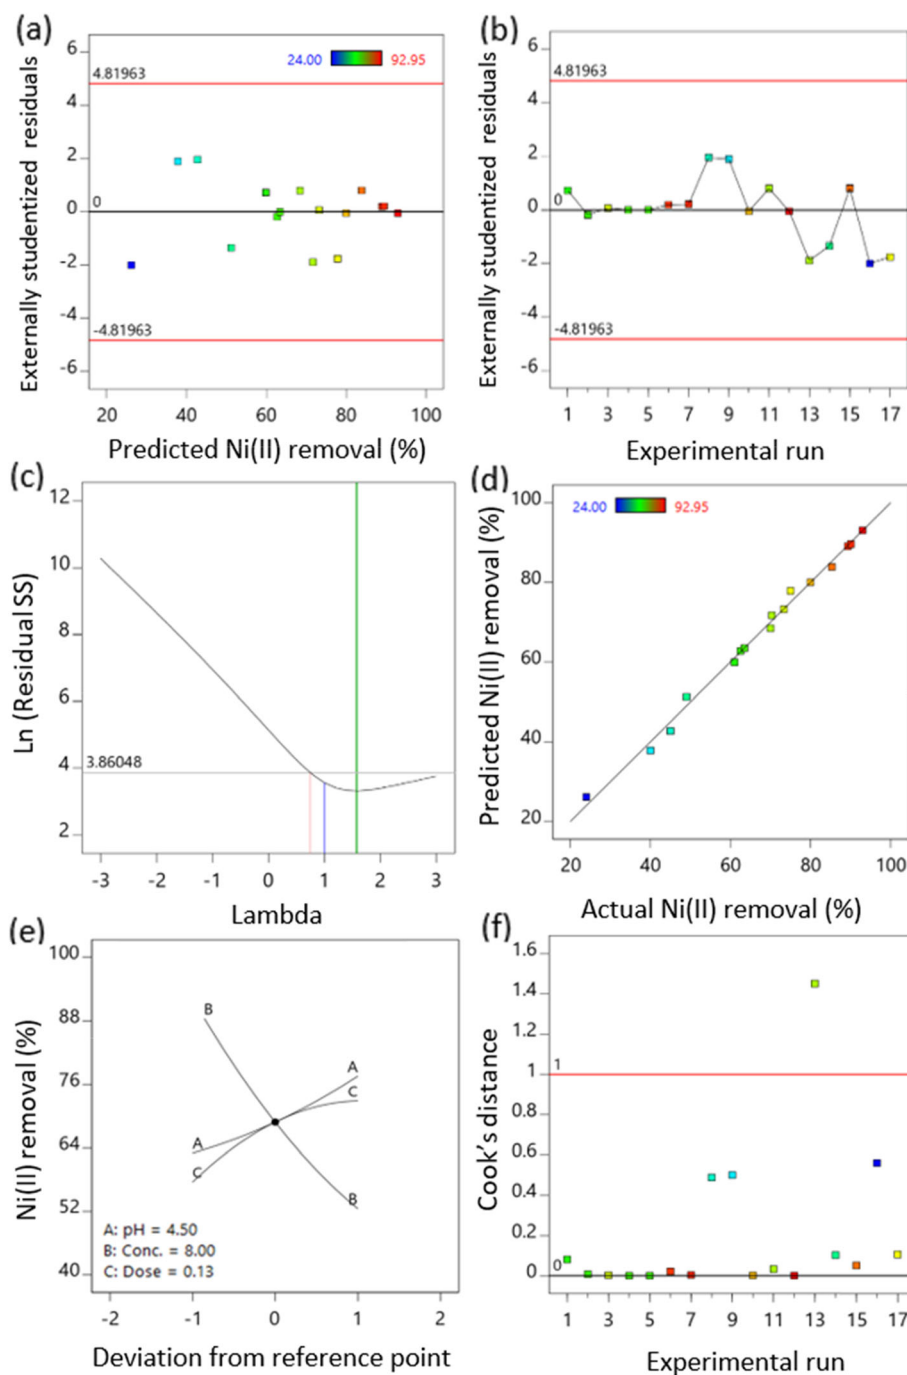 (a)
Externally studentized residuals
6
4
2
0
-2
-4
-6
4.81963
0
-4.81963
24.00 92.95
20 40 60 80 100
Predicted Ni(II) removal (%)
(b)
Externally studentized residuals
6
4
2
0
-2
-4
-6
4.81963
0
-4.81963
1 3 5 7 9 11 13 15 17
Experimental run
(c)
Ln (Residual SS)
12
10
8
6
4
2
3.86048
-3 -2 -1 0 1 2 3
Lambda
(d)
Predicted Ni(II) removal (%)
100
80
60
40
20
24.00 92.95
20 40 60 80 100
Actual Ni(II) removal (%)
(e)
Ni(II) removal (%)
100
88
76
64
52
40
B
A
C
A
C
B
A: pH = 4.50
B: Conc. = 8.00
C: Dose = 0.13
-2 -1 0 1 2
Deviation from reference point
(f)
Cook's distance
1.6
1.4
1.2
1
0.8
0.6
0.4
0.2
0
1
0
1 3 5 7 9 11 13 15 17
Experimental run